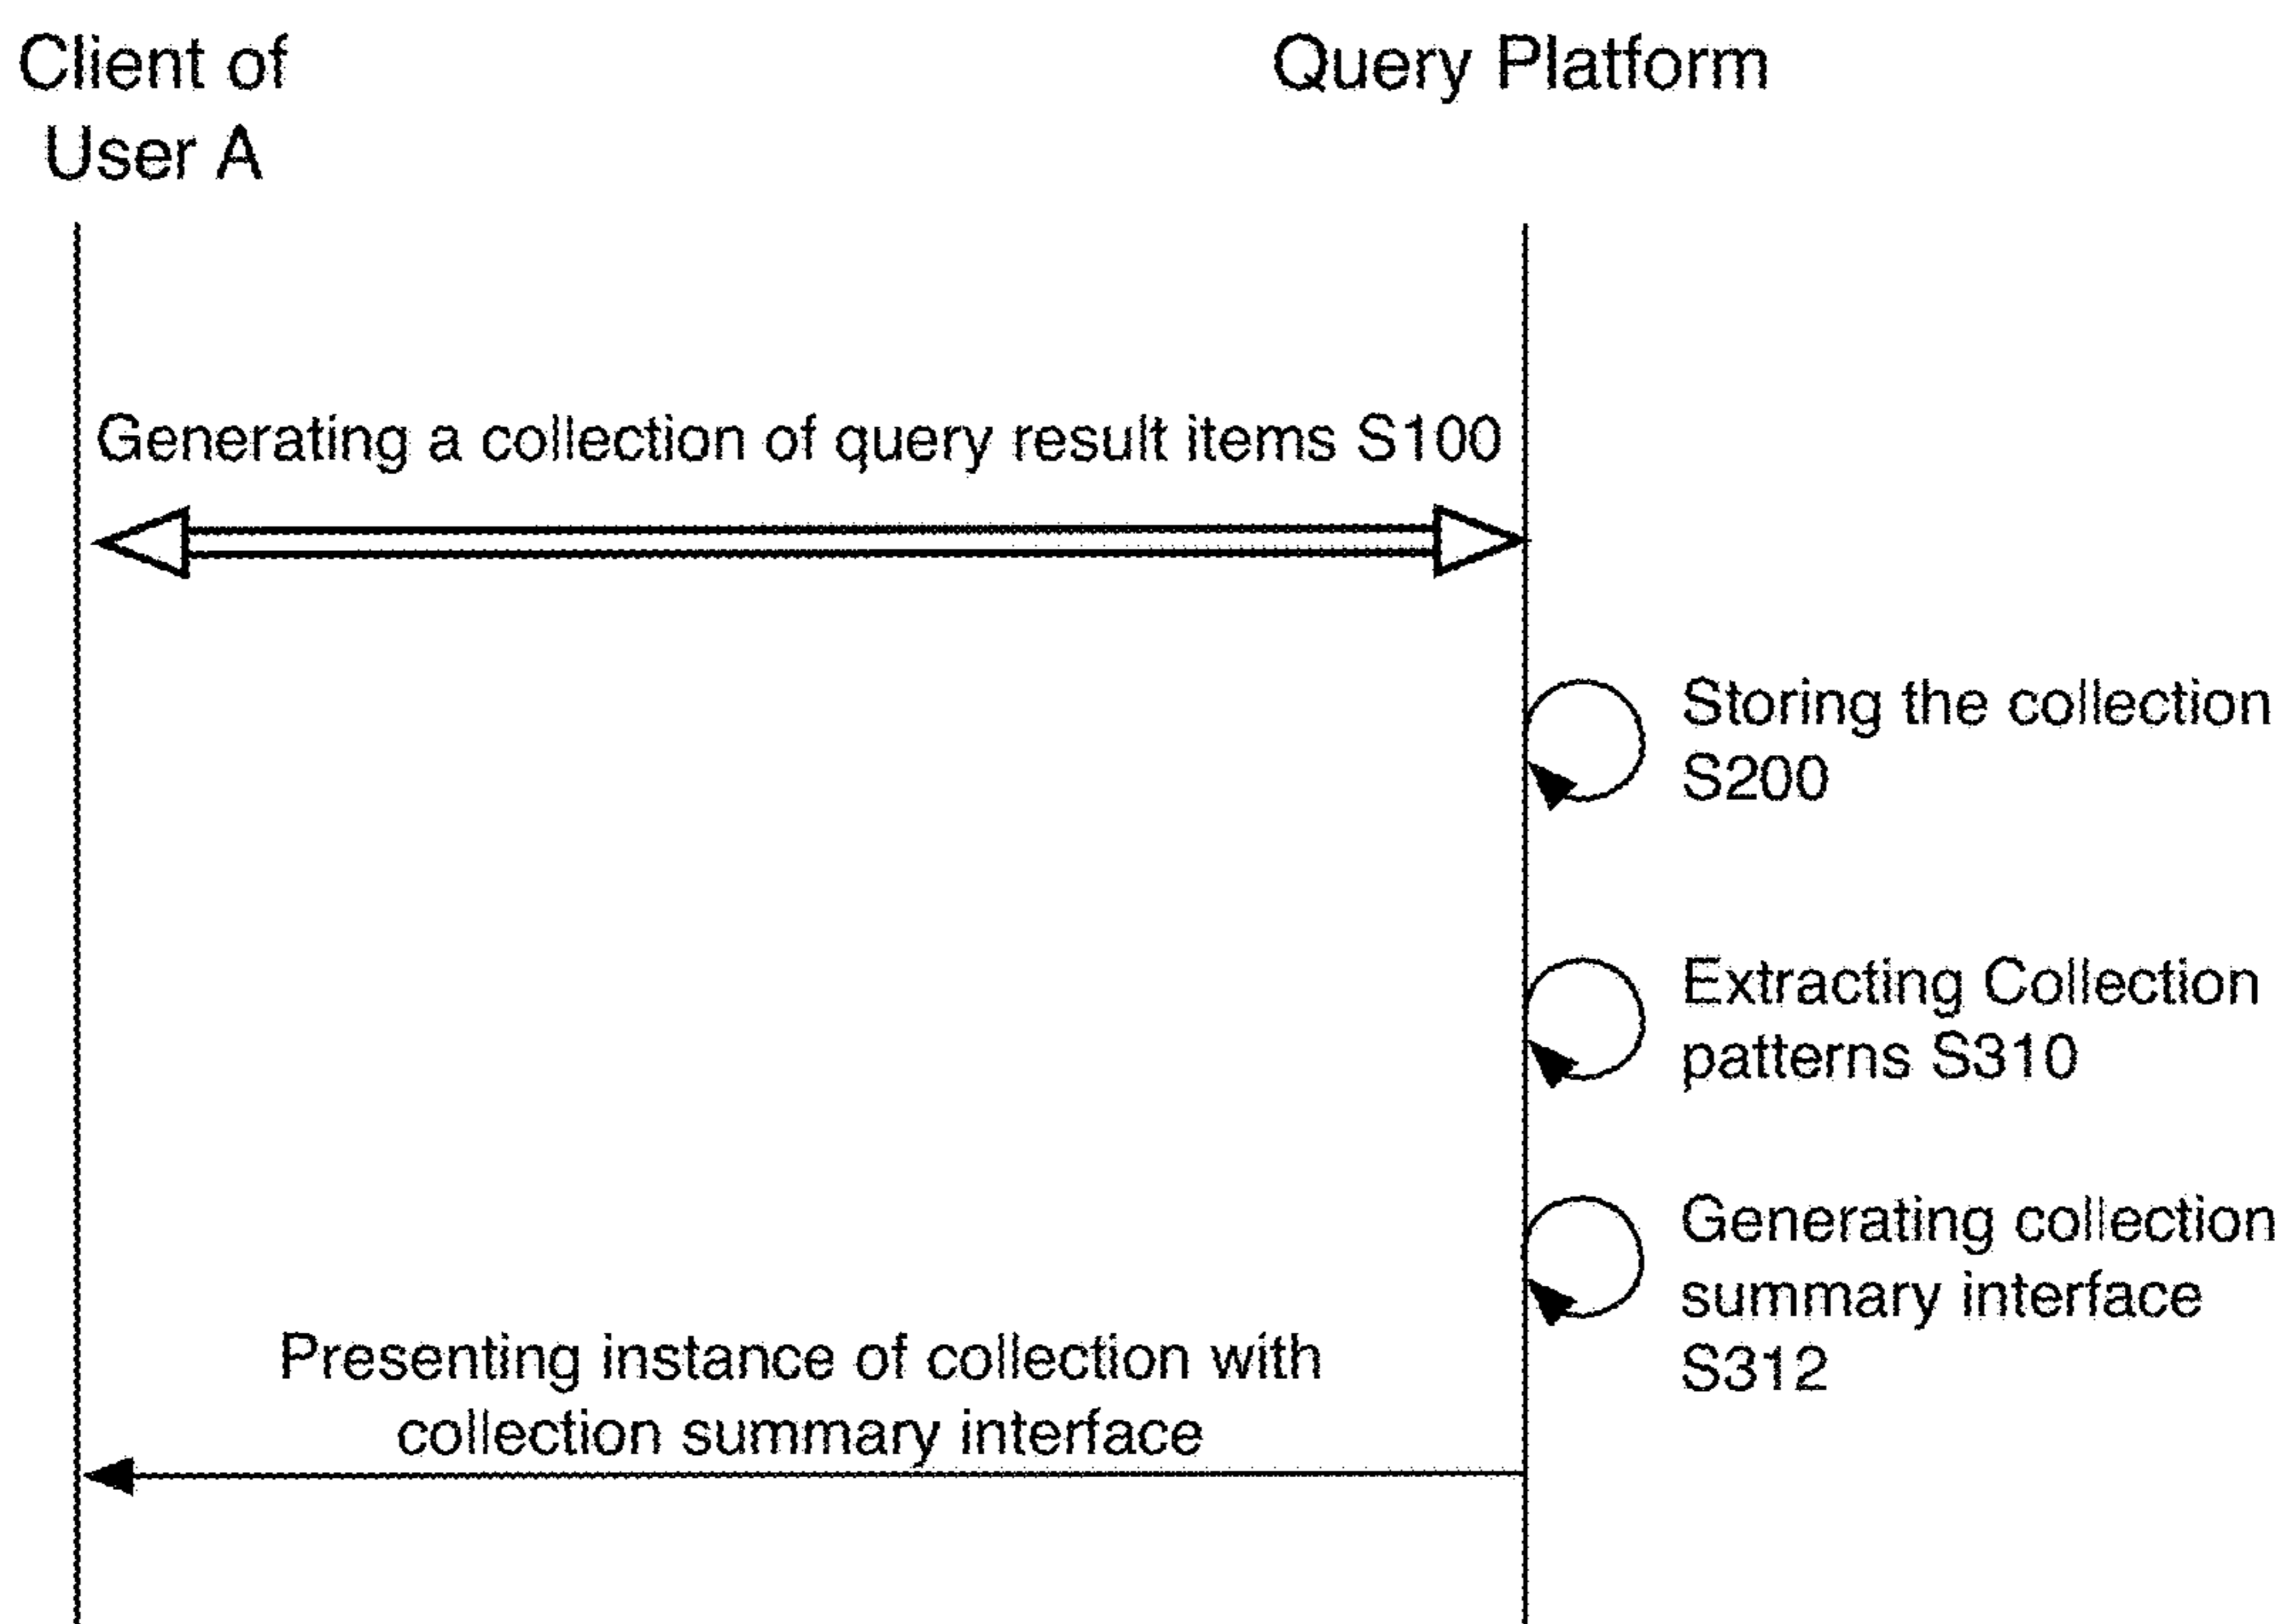 Client of
User A
Query Platform
Generating a collection of query result items S100
Storing the collection
S200
Extracting Collection
patterns S310
Generating collection
summary interface
S312
Presenting instance of collection with
collection summary interface